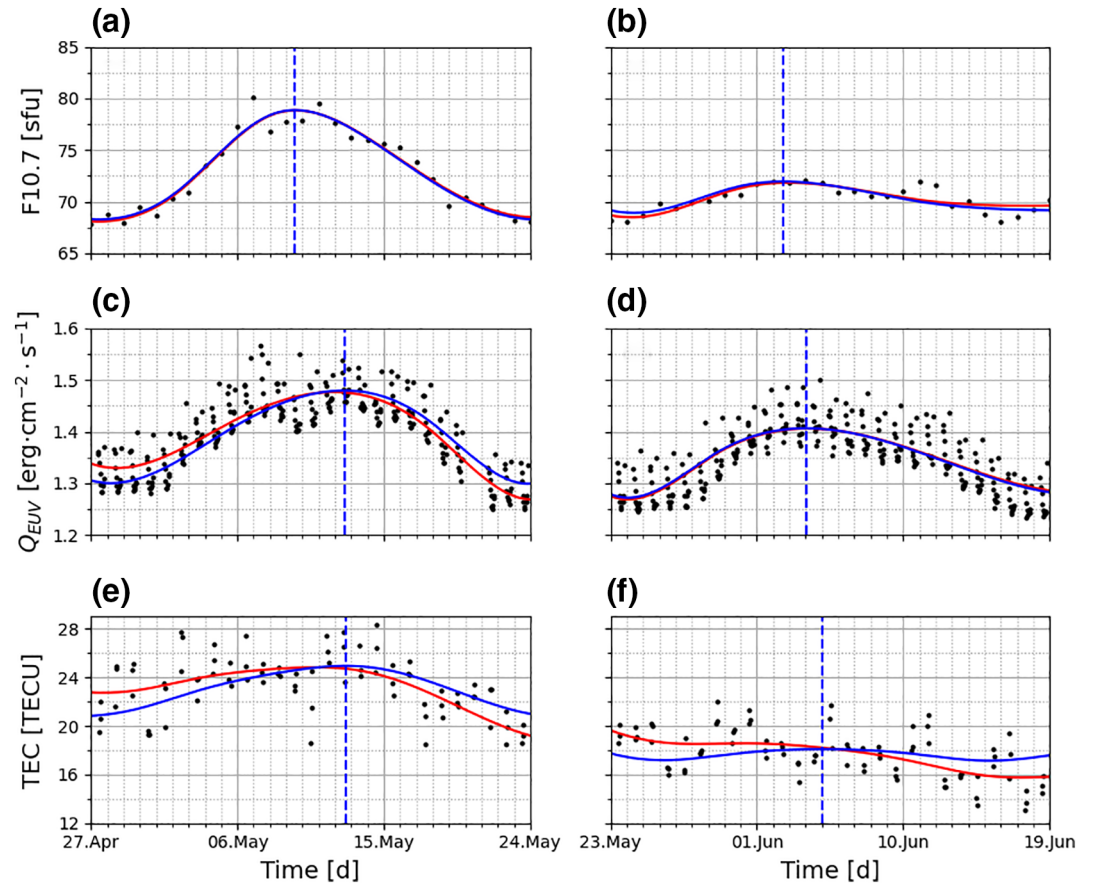 (a)
(b)
F10.7 [sfu]
85
80
75
70
65
(c)
(d)
Q_{EUV} [erg·cm^{−2} · s^{−1}]
1.6
1.5
1.4
1.3
1.2
(e)
(f)
TEC [TECU]
28
24
20
16
12
27.Apr 06.May 15.May 24.May
23.May 01.Jun 10.Jun 19.Jun
Time [d]
Time [d]